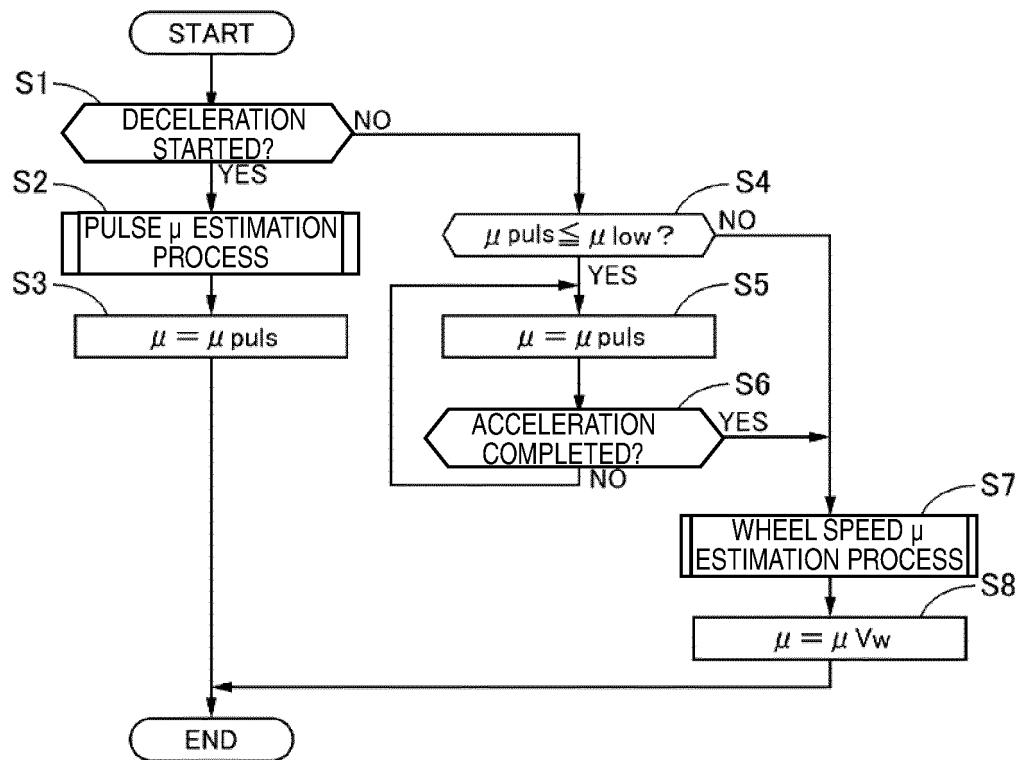 START
S1
DECELERATION
STARTED?
NO
YES
S2
PULSE μ ESTIMATION
PROCESS
S3
μ = μ puls
S4
μ puls ≦ μ low ?
NO
YES
S5
μ = μ puls
S6
ACCELERATION
COMPLETED?
YES
NO
S7
WHEEL SPEED μ
ESTIMATION PROCESS
S8
μ = μ Vw
END